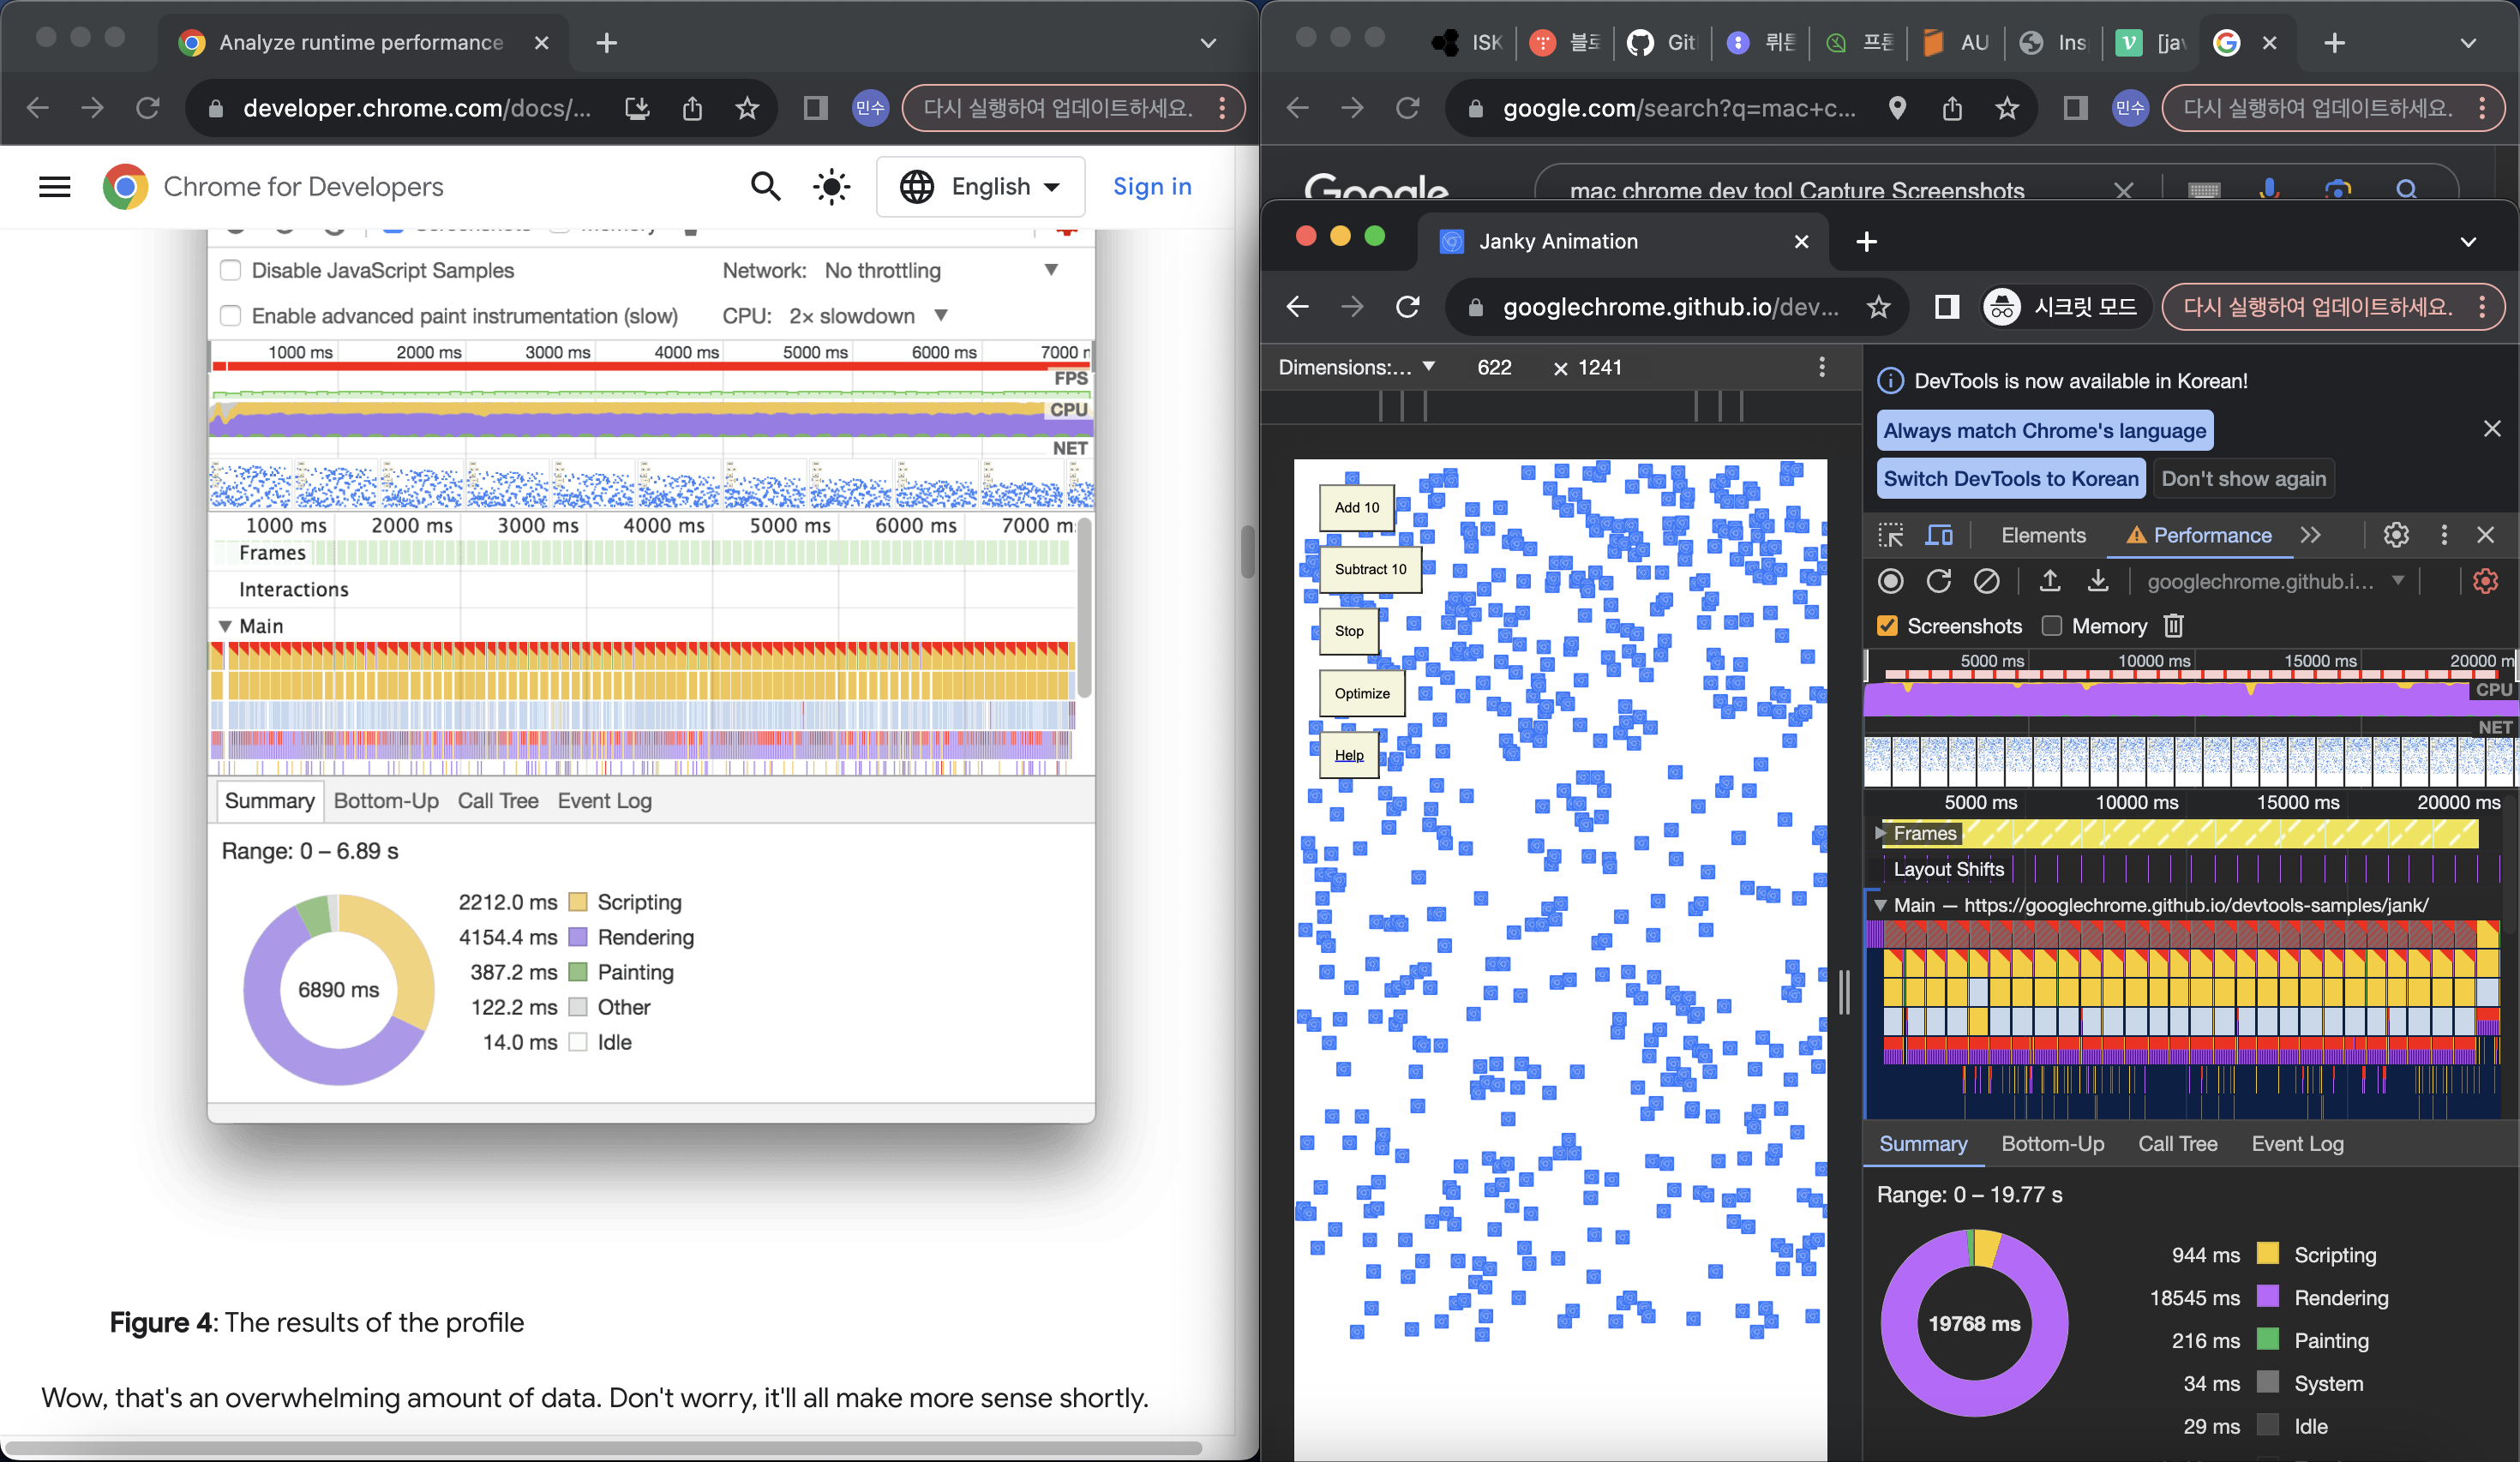 Analyze runtime performance
developer.chrome.com/docs/...
민수
다시 실행하여 업데이트하세요.
Chrome for Developers
English
Sign in
Disable JavaScript Samples
Network: No throttling
Enable advanced paint instrumentation (slow)
CPU: 2× slowdown
1000 ms 2000 ms 3000 ms 4000 ms 5000 ms 6000 ms 7000 m
FPS
CPU
NET
1000 ms 2000 ms 3000 ms 4000 ms 5000 ms 6000 ms 7000 m
Frames
Interactions
Main
Summary Bottom-Up Call Tree Event Log
Range: 0 – 6.89 s
6890 ms
2212.0 ms Scripting
4154.4 ms Rendering
387.2 ms Painting
122.2 ms Other
14.0 ms Idle
Figure 4: The results of the profile
Wow, that's an overwhelming amount of data. Don't worry, it'll all make more sense shortly.
ISK 블로 Git 뤼튼 프론 AU Ins [jav
google.com/search?q=mac+c...
민수
다시 실행하여 업데이트하세요.
Google
mac chrome dev tool Capture Screenshots
Janky Animation
googlechrome.github.io/dev...
시크릿 모드
다시 실행하여 업데이트하세요.
Dimensions:... 622 × 1241
Add 10
Subtract 10
Stop
Optimize
Help
DevTools is now available in Korean!
Always match Chrome's language
Switch DevTools to Korean
Don't show again
Elements
Performance
googlechrome.github.i...
Screenshots
Memory
5000 ms 10000 ms 15000 ms 20000 m
CPU
NET
5000 ms 10000 ms 15000 ms 20000 ms
Frames
Layout Shifts
Main — https://googlechrome.github.io/devtools-samples/jank/
Summary Bottom-Up Call Tree Event Log
Range: 0 – 19.77 s
19768 ms
944 ms Scripting
18545 ms Rendering
216 ms Painting
34 ms System
29 ms Idle